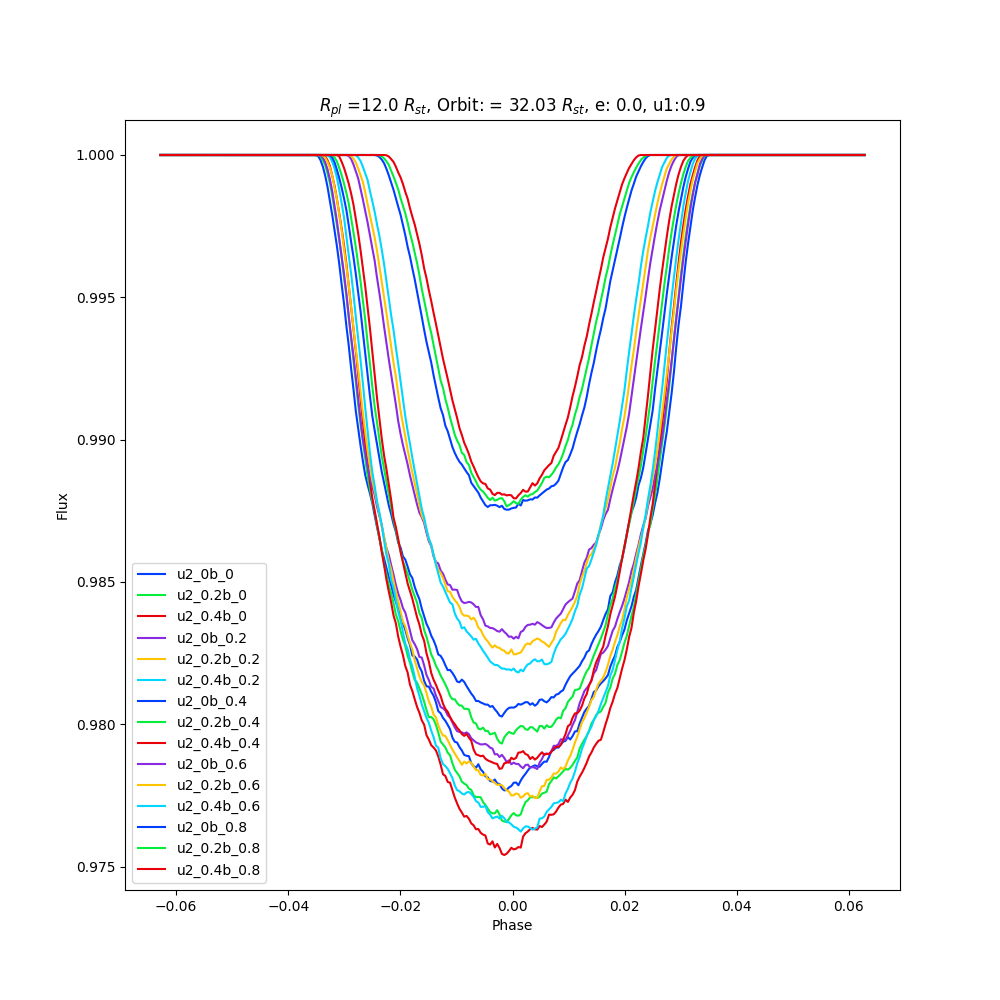 R_pl =12.0 R_st, Orbit: = 32.03 R_st, e: 0.0, u1:0.9
1.000
0.995
0.990
0.985
0.980
0.975
Flux
u2_0b_0
u2_0.2b_0
u2_0.4b_0
u2_0b_0.2
u2_0.2b_0.2
u2_0.4b_0.2
u2_0b_0.4
u2_0.2b_0.4
u2_0.4b_0.4
u2_0b_0.6
u2_0.2b_0.6
u2_0.4b_0.6
u2_0b_0.8
u2_0.2b_0.8
u2_0.4b_0.8
−0.06 −0.04 −0.02 0.00 0.02 0.04 0.06
Phase